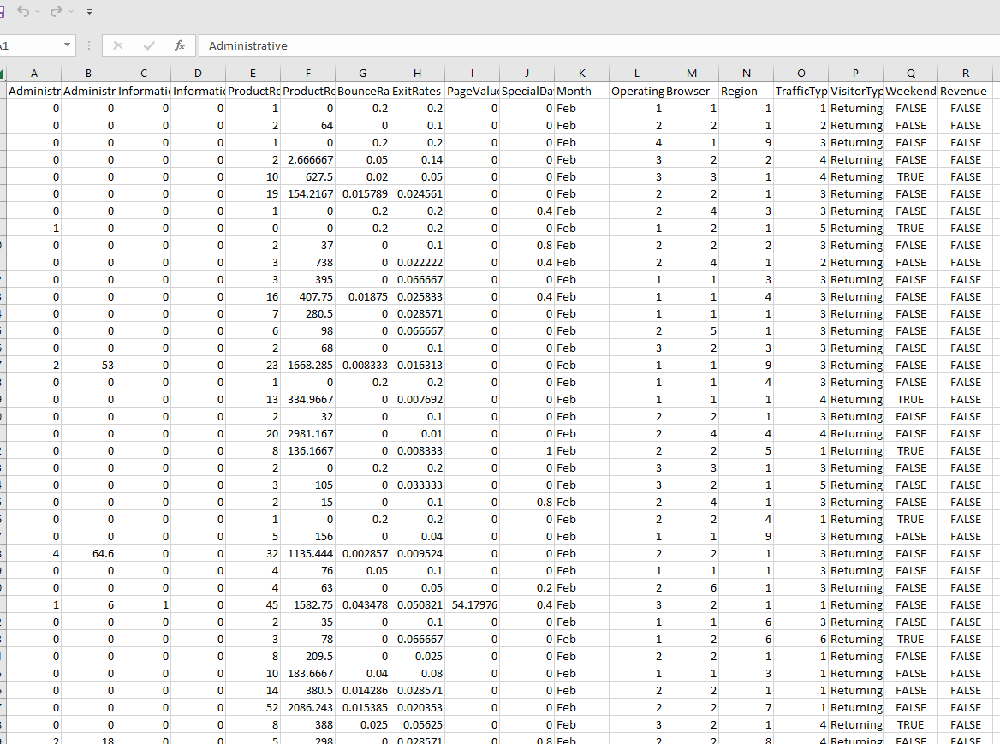 A1 fx Administrative
A B C D E F G H I J K L M N O P Q R
Administr Administr Informatic Informatic ProductRe ProductRe BounceRa ExitRates PageValue SpecialDa Month Operating Browser Region TrafficTyp VisitorTyp Weekend Revenue
0 0 0 0 1 0 0.2 0.2 0 0 Feb 1 1 1 1 Returning FALSE FALSE
0 0 0 0 2 64 0 0.1 0 0 Feb 2 2 1 2 Returning FALSE FALSE
0 0 0 0 1 0 0.2 0.2 0 0 Feb 4 1 9 3 Returning FALSE FALSE
0 0 0 0 2 2.666667 0.05 0.14 0 0 Feb 3 2 2 4 Returning FALSE FALSE
0 0 0 0 10 627.5 0.02 0.05 0 0 Feb 3 3 1 4 Returning TRUE FALSE
0 0 0 0 19 154.2167 0.015789 0.024561 0 0 Feb 2 2 1 3 Returning FALSE FALSE
0 0 0 0 1 0 0.2 0.2 0 0.4 Feb 2 4 3 3 Returning FALSE FALSE
1 0 0 0 0 0 0.2 0.2 0 0 Feb 1 2 1 5 Returning TRUE FALSE
0 0 0 0 2 37 0 0.1 0 0.8 Feb 2 2 2 3 Returning FALSE FALSE
0 0 0 0 3 738 0 0.022222 0 0.4 Feb 2 4 1 2 Returning FALSE FALSE
0 0 0 0 3 395 0 0.066667 0 0 Feb 1 1 3 3 Returning FALSE FALSE
0 0 0 0 16 407.75 0.01875 0.025833 0 0.4 Feb 1 1 4 3 Returning FALSE FALSE
0 0 0 0 7 280.5 0 0.028571 0 0 Feb 1 1 1 3 Returning FALSE FALSE
0 0 0 0 6 98 0 0.066667 0 0 Feb 2 5 1 3 Returning FALSE FALSE
0 0 0 0 2 68 0 0.1 0 0 Feb 3 2 3 3 Returning FALSE FALSE
2 53 0 0 23 1668.285 0.008333 0.016313 0 0 Feb 1 1 9 3 Returning FALSE FALSE
0 0 0 0 1 0 0.2 0.2 0 0 Feb 1 1 4 3 Returning FALSE FALSE
0 0 0 0 13 334.9667 0 0.007692 0 0 Feb 1 1 1 4 Returning TRUE FALSE
0 0 0 0 2 32 0 0.1 0 0 Feb 2 2 1 3 Returning FALSE FALSE
0 0 0 0 20 2981.167 0 0.01 0 0 Feb 2 4 4 4 Returning FALSE FALSE
0 0 0 0 8 136.1667 0 0.008333 0 1 Feb 2 2 5 1 Returning TRUE FALSE
0 0 0 0 2 0 0.2 0.2 0 0 Feb 3 3 1 3 Returning FALSE FALSE
0 0 0 0 3 105 0 0.033333 0 0 Feb 3 2 1 5 Returning FALSE FALSE
0 0 0 0 2 15 0 0.1 0 0.8 Feb 2 4 1 3 Returning FALSE FALSE
0 0 0 0 1 0 0.2 0.2 0 0 Feb 2 2 4 1 Returning TRUE FALSE
0 0 0 0 5 156 0 0.04 0 0 Feb 1 1 9 3 Returning FALSE FALSE
4 64.6 0 0 32 1135.444 0.002857 0.009524 0 0 Feb 2 2 1 3 Returning FALSE FALSE
0 0 0 0 4 76 0.05 0.1 0 0 Feb 1 1 1 3 Returning FALSE FALSE
0 0 0 0 4 63 0 0.05 0 0.2 Feb 2 6 1 3 Returning FALSE FALSE
1 6 1 0 45 1582.75 0.043478 0.050821 54.17976 0.4 Feb 3 2 1 1 Returning FALSE FALSE
0 0 0 0 2 35 0 0.1 0 0 Feb 1 1 6 3 Returning FALSE FALSE
0 0 0 0 3 78 0 0.066667 0 0 Feb 1 2 6 6 Returning TRUE FALSE
0 0 0 0 8 209.5 0 0.025 0 0 Feb 2 2 1 1 Returning FALSE FALSE
0 0 0 0 10 183.6667 0.04 0.08 0 0 Feb 1 1 3 1 Returning FALSE FALSE
0 0 0 0 14 380.5 0.014286 0.028571 0 0 Feb 2 2 1 1 Returning FALSE FALSE
0 0 0 0 52 2086.243 0.015385 0.020353 0 0 Feb 2 2 7 1 Returning FALSE FALSE
0 0 0 0 8 388 0.025 0.05625 0 0 Feb 3 2 1 4 Returning TRUE FALSE
2 18 0 0 5 298 0 0.028571 0 0.8 Feb 2 2 8 4 Returning FALSE FALSE